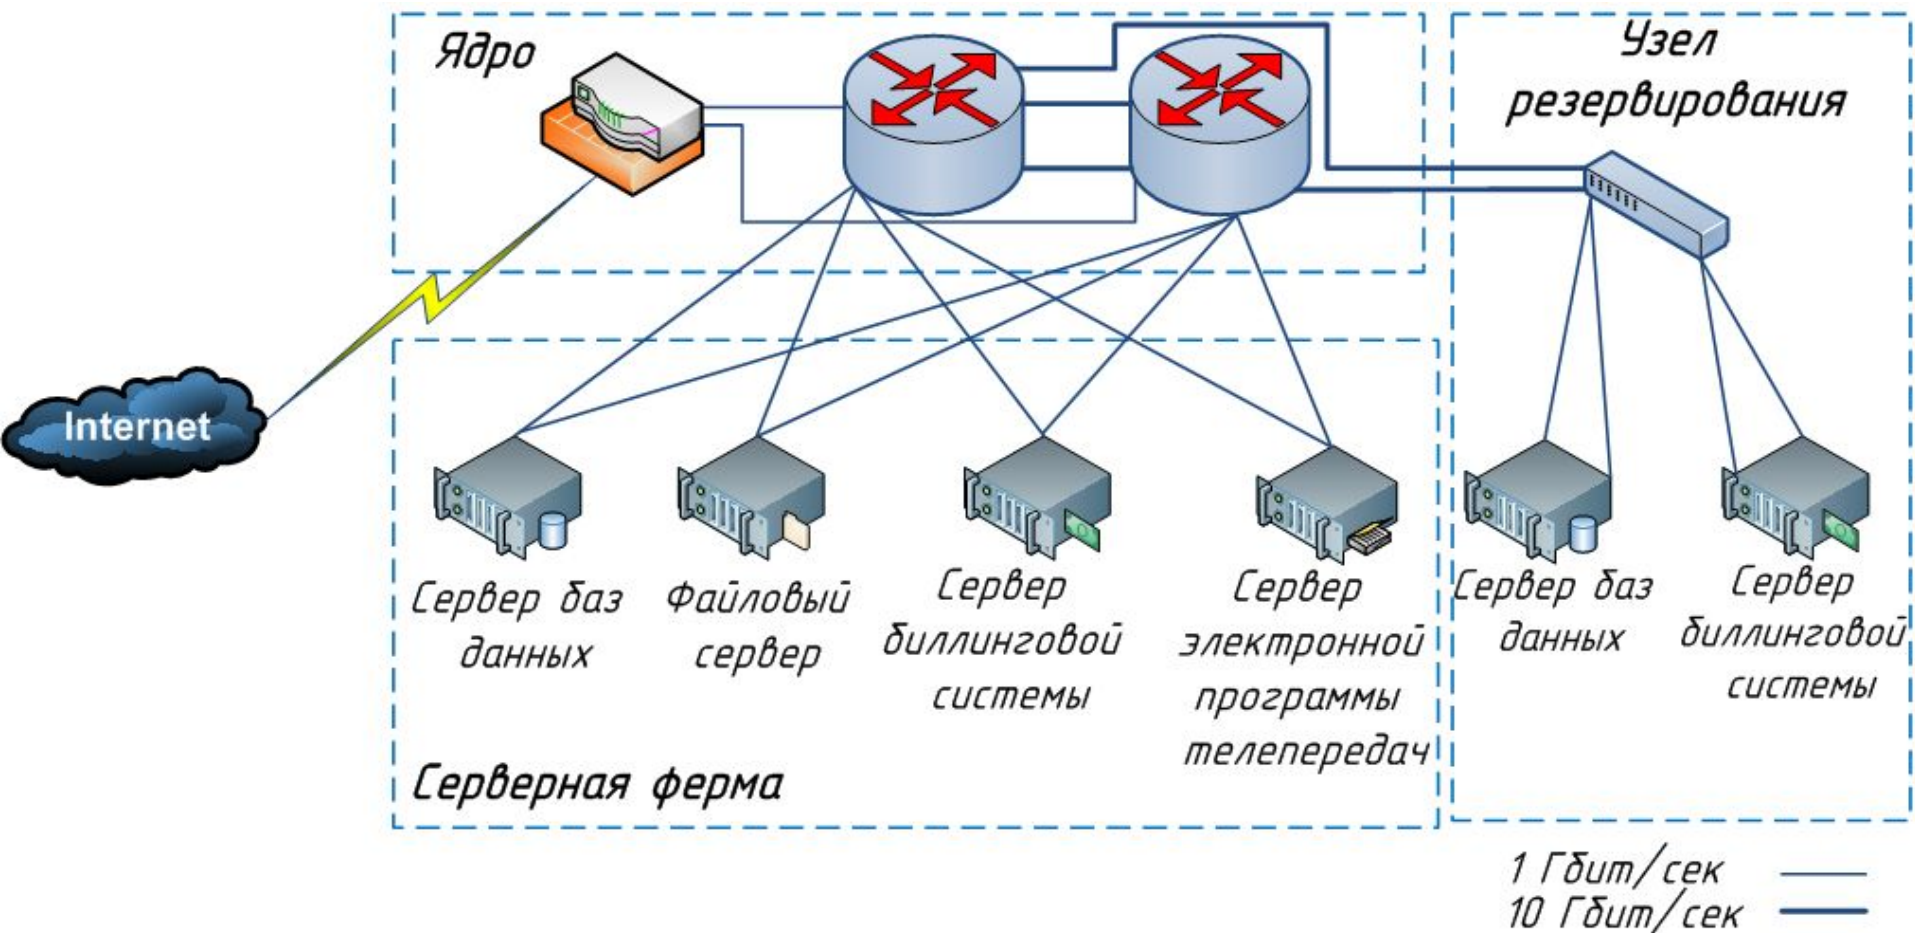 Ядро
Узел
резервирования
Internet
Сервер баз
данных
Файловый
сервер
Сервер
биллинговой
системы
Сервер
электронной
программы
телепередач
Сервер баз
данных
Сервер
биллинговой
системы
Серверная ферма
1 Гбит/сек
10 Гбит/сек